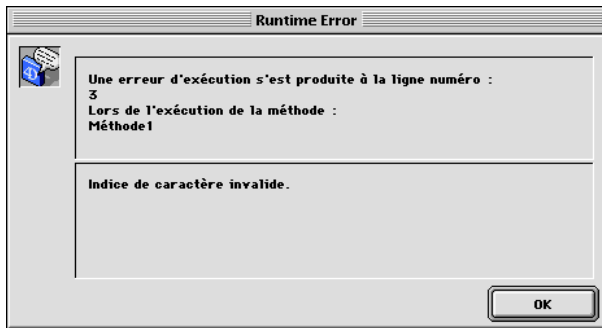 Runtime Error
Une erreur d'exécution s'est produite à la ligne numéro :
3
Lors de l'exécution de la méthode :
Méthode1
Indice de caractère invalide.
OK